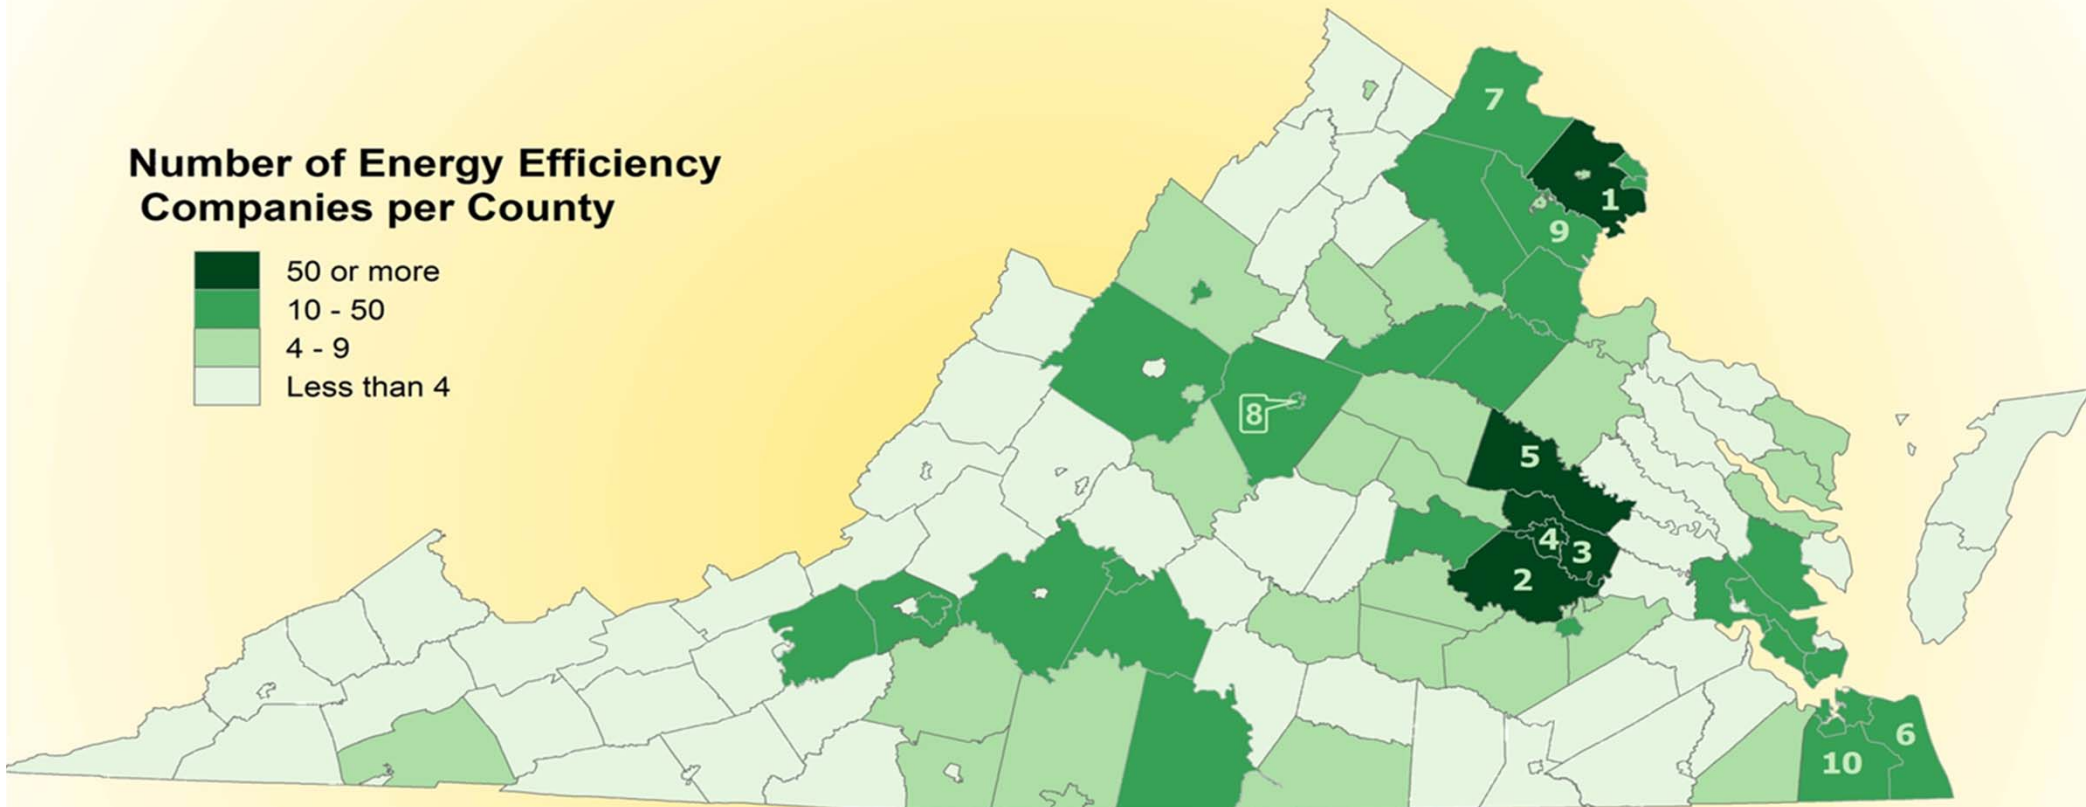 Number of Energy Efficiency
Companies per County
50 or more
10 - 50
4 - 9
Less than 4
7
1
9
8
5
4
3
2
6
10